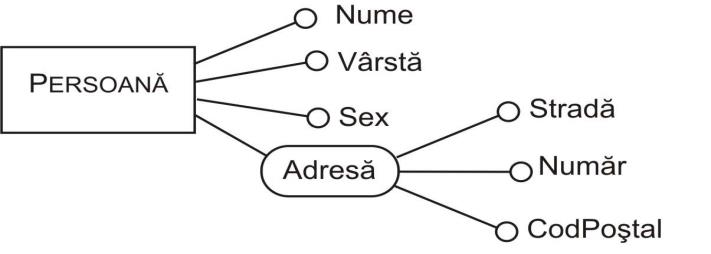 Nume
Vârstă
PERSOANĂ
Sex
Stradă
Adresă
Număr
CodPoştal